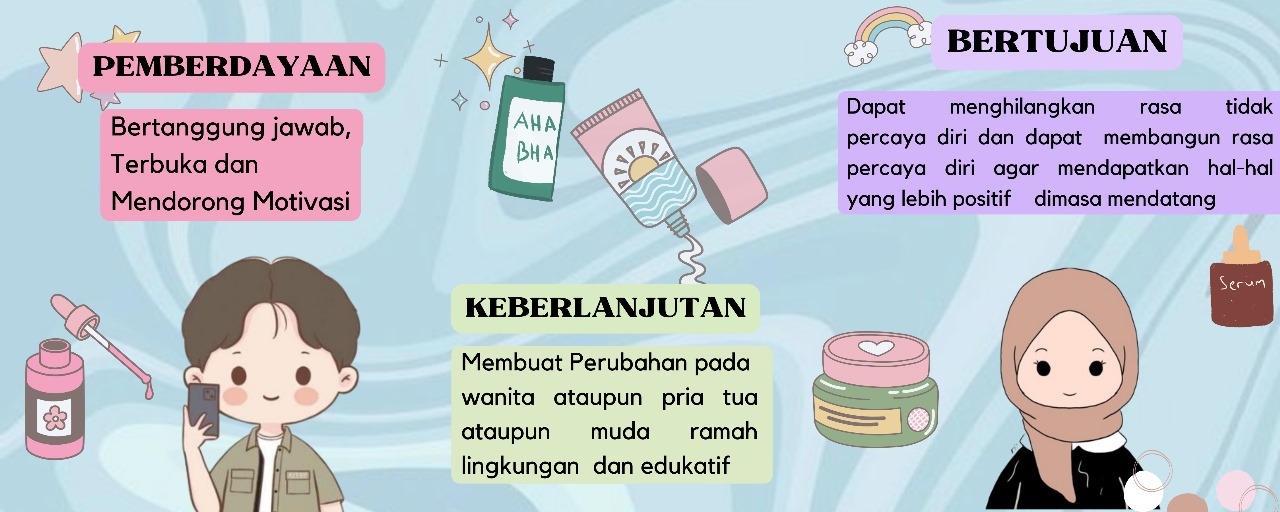 PEMBERDAYAAN
Bertanggung jawab,
Terbuka dan
Mendorong Motivasi
AHA
BHA
KEBERLANJUTAN
Membuat Perubahan pada
wanita ataupun pria tua
ataupun muda ramah
lingkungan dan edukatif
BERTUJUAN
Dapat menghilangkan rasa tidak
percaya diri dan dapat membangun rasa
percaya diri agar mendapatkan hal-hal
yang lebih positif dimasa mendatang
Serum